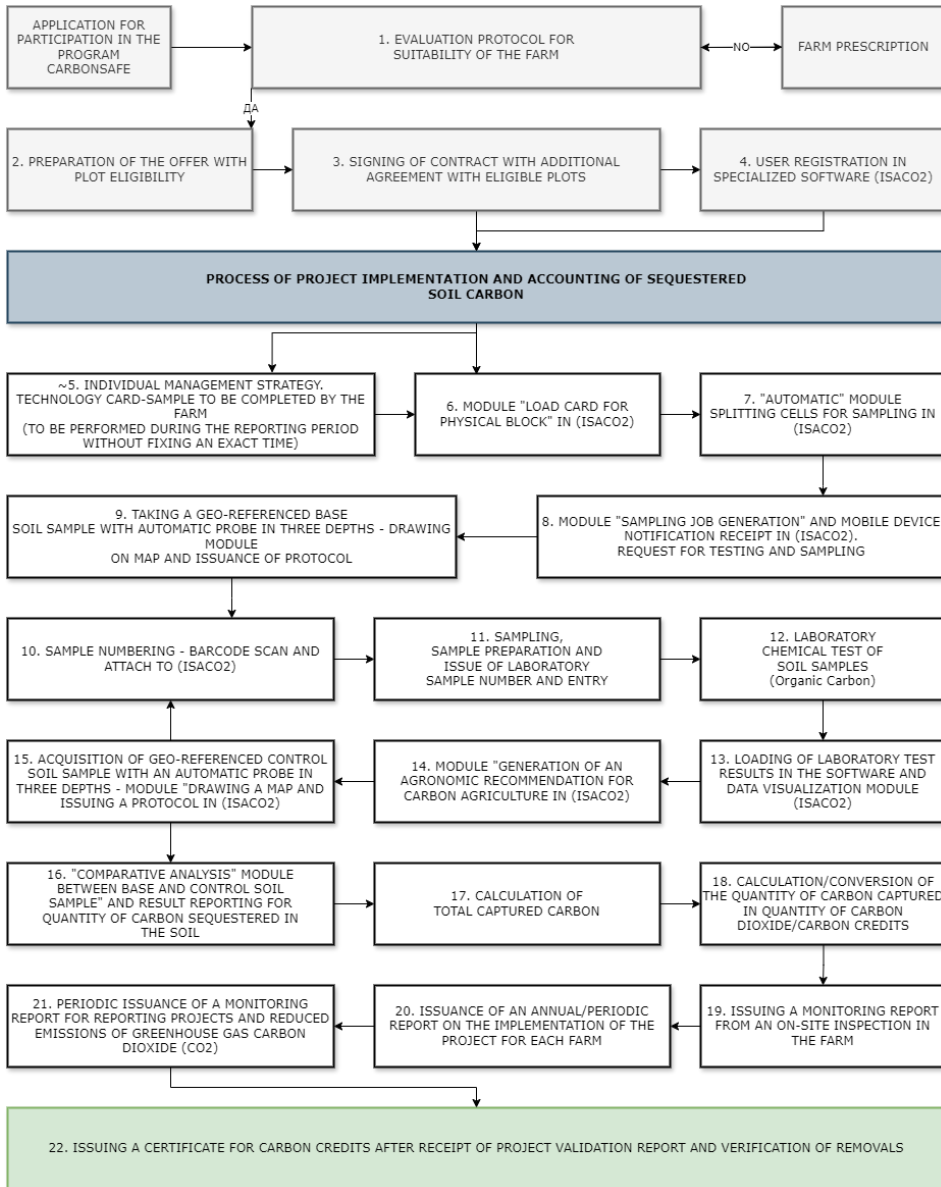 APPLICATION FOR
PARTICIPATION IN THE
PROGRAM
CARBONSAFE
1. EVALUATION PROTOCOL FOR
SUITABILITY OF THE FARM
NO
FARM PRESCRIPTION
ДА
2. PREPARATION OF THE OFFER WITH
PLOT ELIGIBILITY
3. SIGNING OF CONTRACT WITH ADDITIONAL
AGREEMENT WITH ELIGIBLE PLOTS
4. USER REGISTRATION IN
SPECIALIZED SOFTWARE (ISACO2)
PROCESS OF PROJECT IMPLEMENTATION AND ACCOUNTING OF SEQUESTERED
SOIL CARBON
~5. INDIVIDUAL MANAGEMENT STRATEGY.
TECHNOLOGY CARD-SAMPLE TO BE COMPLETED BY THE
FARM
(TO BE PERFORMED DURING THE REPORTING PERIOD
WITHOUT FIXING AN EXACT TIME)
6. MODULE "LOAD CARD FOR
PHYSICAL BLOCK" IN (ISACO2)
7. "AUTOMATIC" MODULE
SPLITTING CELLS FOR SAMPLING IN
(ISACO2)
9. TAKING A GEO-REFERENCED BASE
SOIL SAMPLE WITH AUTOMATIC PROBE IN THREE DEPTHS - DRAWING
MODULE
ON MAP AND ISSUANCE OF PROTOCOL
8. MODULE "SAMPLING JOB GENERATION" AND MOBILE DEVICE
NOTIFICATION RECEIPT IN (ISACO2).
REQUEST FOR TESTING AND SAMPLING
10. SAMPLE NUMBERING - BARCODE SCAN AND
ATTACH TO (ISACO2)
11. SAMPLING,
SAMPLE PREPARATION AND
ISSUE OF LABORATORY
SAMPLE NUMBER AND ENTRY
12. LABORATORY
CHEMICAL TEST OF
SOIL SAMPLES
(Organic Carbon)
15. ACQUISITION OF GEO-REFERENCED CONTROL
SOIL SAMPLE WITH AN AUTOMATIC PROBE IN
THREE DEPTHS - MODULE "DRAWING A MAP AND
ISSUING A PROTOCOL IN (ISACO2)
14. MODULE "GENERATION OF AN
AGRONOMIC RECOMMENDATION FOR
CARBON AGRICULTURE IN (ISACO2)
13. LOADING OF LABORATORY TEST
RESULTS IN THE SOFTWARE AND
DATA VISUALIZATION MODULE
(ISACO2)
16. "COMPARATIVE ANALYSIS" MODULE
BETWEEN BASE AND CONTROL SOIL
SAMPLE" AND RESULT REPORTING FOR
QUANTITY OF CARBON SEQUESTERED IN
THE SOIL
17. CALCULATION OF
TOTAL CAPTURED CARBON
18. CALCULATION/CONVERSION OF
THE QUANTITY OF CARBON CAPTURED
IN QUANTITY OF CARBON
DIOXIDE/CARBON CREDITS
21. PERIODIC ISSUANCE OF A MONITORING
REPORT FOR REPORTING PROJECTS AND REDUCED
EMISSIONS OF GREENHOUSE GAS CARBON
DIOXIDE (CO2)
20. ISSUANCE OF AN ANNUAL/PERIODIC
REPORT ON THE IMPLEMENTATION OF THE
PROJECT FOR EACH FARM
19. ISSUING A MONITORING REPORT
FROM AN ON-SITE INSPECTION IN
THE FARM
22. ISSUING A CERTIFICATE FOR CARBON CREDITS AFTER RECEIPT OF PROJECT VALIDATION REPORT AND VERIFICATION OF REMOVALS